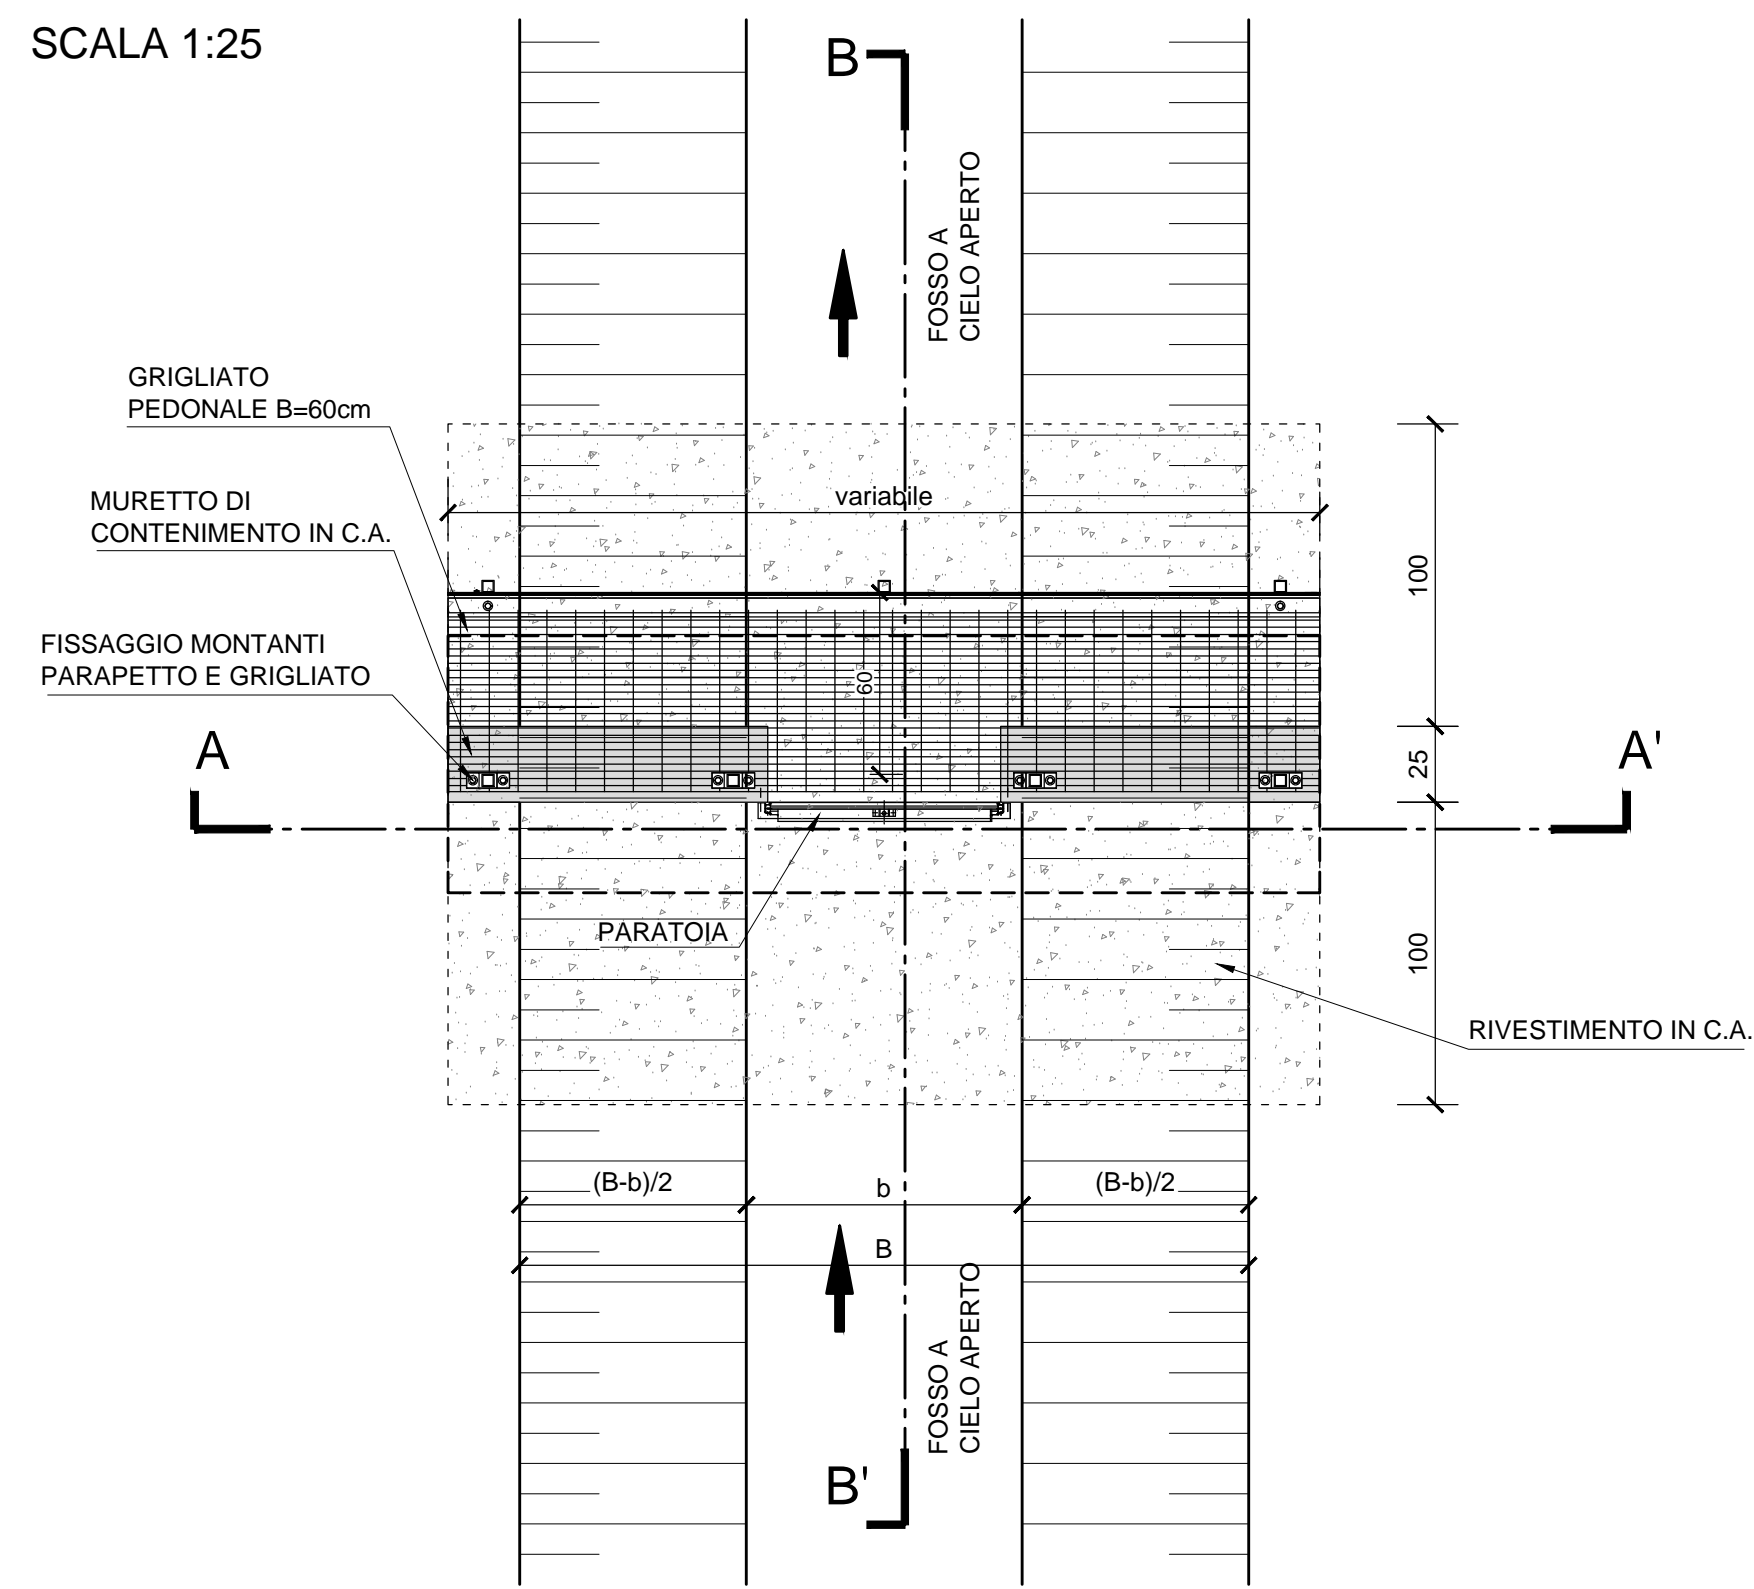 SCALA 1:25
B
FOSSO A
CIELO APERTO
GRIGLIATO
PEDONALE B=60cm
variabile
MURETTO DI
CONTENIMENTO IN C.A.
100
FISSAGGIO MONTANTI
PARAPETTO E GRIGLIATO
60
A
25
A'
PARATOIA
100
RIVESTIMENTO IN C.A.
(B-b)/2
b
(B-b)/2
B
FOSSO A
CIELO APERTO
B'